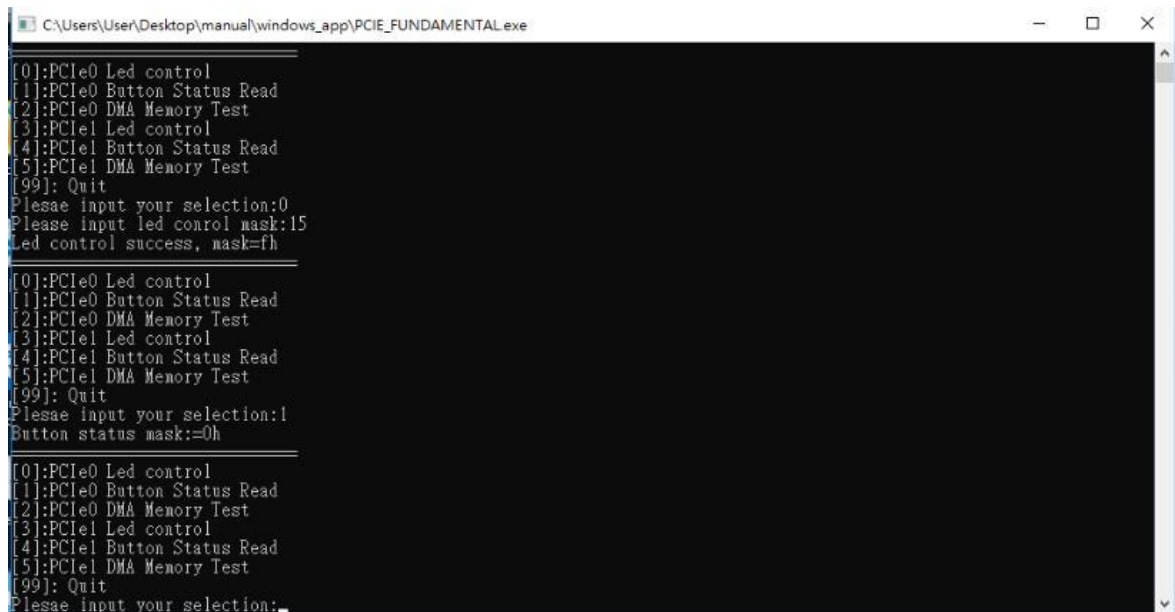 C:\Users\User\Desktop\manual\windows_app\PCIE_FUNDAMENTAL.exe
==============================
[0]:PCIe0 Led control
[1]:PCIe0 Button Status Read
[2]:PCIe0 DMA Memory Test
[3]:PCIe1 Led control
[4]:PCIe1 Button Status Read
[5]:PCIe1 DMA Memory Test
[99]: Quit
Plesae input your selection:0
Please input led conrol mask:15
Led control success, mask=fh
==============================
[0]:PCIe0 Led control
[1]:PCIe0 Button Status Read
[2]:PCIe0 DMA Memory Test
[3]:PCIe1 Led control
[4]:PCIe1 Button Status Read
[5]:PCIe1 DMA Memory Test
[99]: Quit
Plesae input your selection:1
Button status mask:=0h
==============================
[0]:PCIe0 Led control
[1]:PCIe0 Button Status Read
[2]:PCIe0 DMA Memory Test
[3]:PCIe1 Led control
[4]:PCIe1 Button Status Read
[5]:PCIe1 DMA Memory Test
[99]: Quit
Plesae input your selection:_